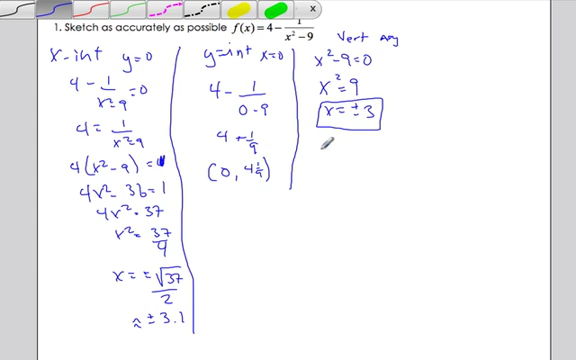 x
1. Sketch as accurately as possible f(x)=4−1/(x²−9)
x-int y=0
4 - 1/(x²-9) = 0
4 = 1/(x²-9)
4(x²-9) = 1
4x² - 36 = 1
4x² = 37
x² = 37/4
x = ±√37/2
≈ ±3.1
y=int x=0
4 - 1/(0-9)
4 + 1/9
(0, 4 1/9)
Vert asy
x²-9=0
x²=9
x=±3